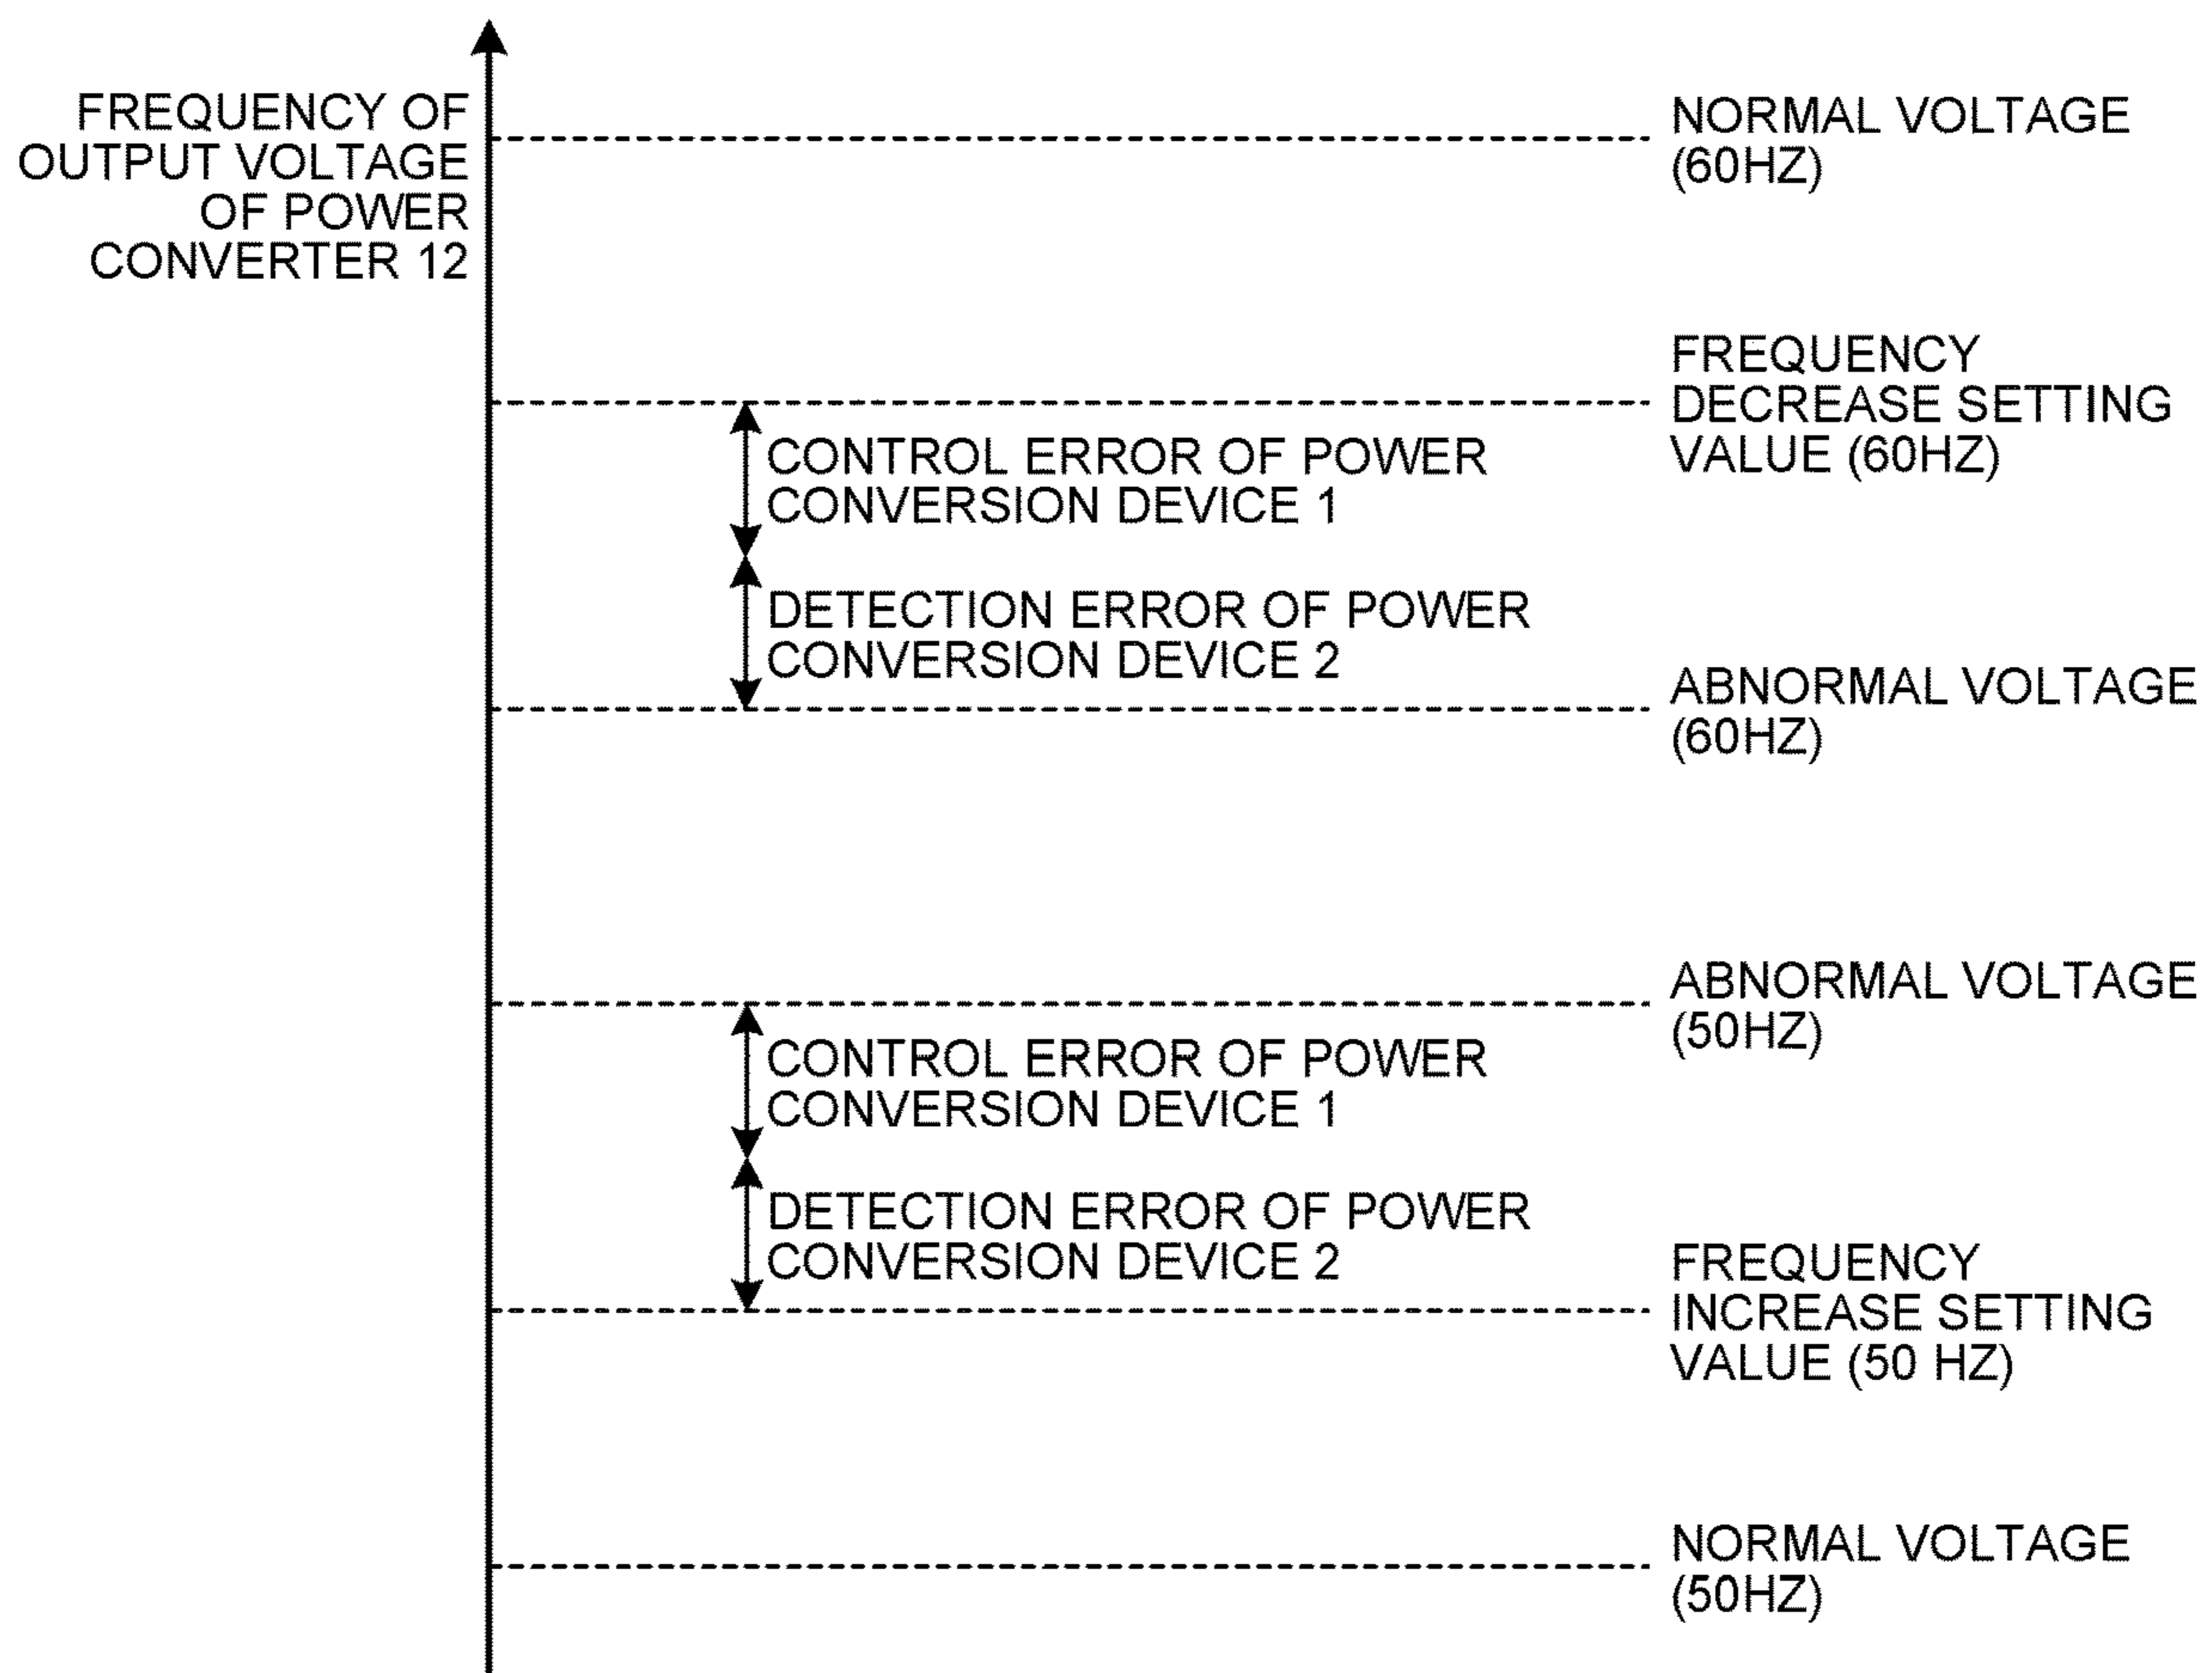 FREQUENCY OF
OUTPUT VOLTAGE
OF POWER
CONVERTER 12
NORMAL VOLTAGE
(60HZ)
FREQUENCY
DECREASE SETTING
VALUE (60HZ)
CONTROL ERROR OF POWER
CONVERSION DEVICE 1
DETECTION ERROR OF POWER
CONVERSION DEVICE 2
ABNORMAL VOLTAGE
(60HZ)
ABNORMAL VOLTAGE
(50HZ)
CONTROL ERROR OF POWER
CONVERSION DEVICE 1
DETECTION ERROR OF POWER
CONVERSION DEVICE 2
FREQUENCY
INCREASE SETTING
VALUE (50 HZ)
NORMAL VOLTAGE
(50HZ)